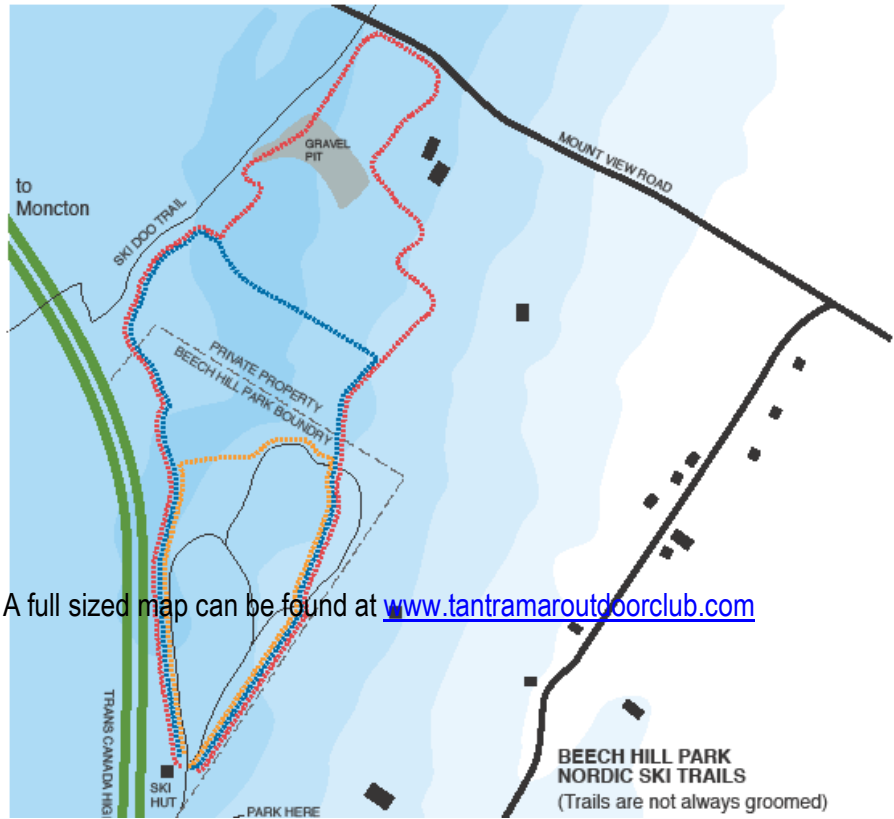 GRAVEL
PIT
MOUNT VIEW ROAD
to
Moncton
SKI DOO TRAIL
PRIVATE PROPERTY
BEECH HILL PARK BOUNDRY
A full sized map can be found at www.tantramaroutdoorclub.com
TRANS CANADA HIG
SKI
HUT
PARK HERE
BEECH HILL PARK
NORDIC SKI TRAILS
(Trails are not always groomed)